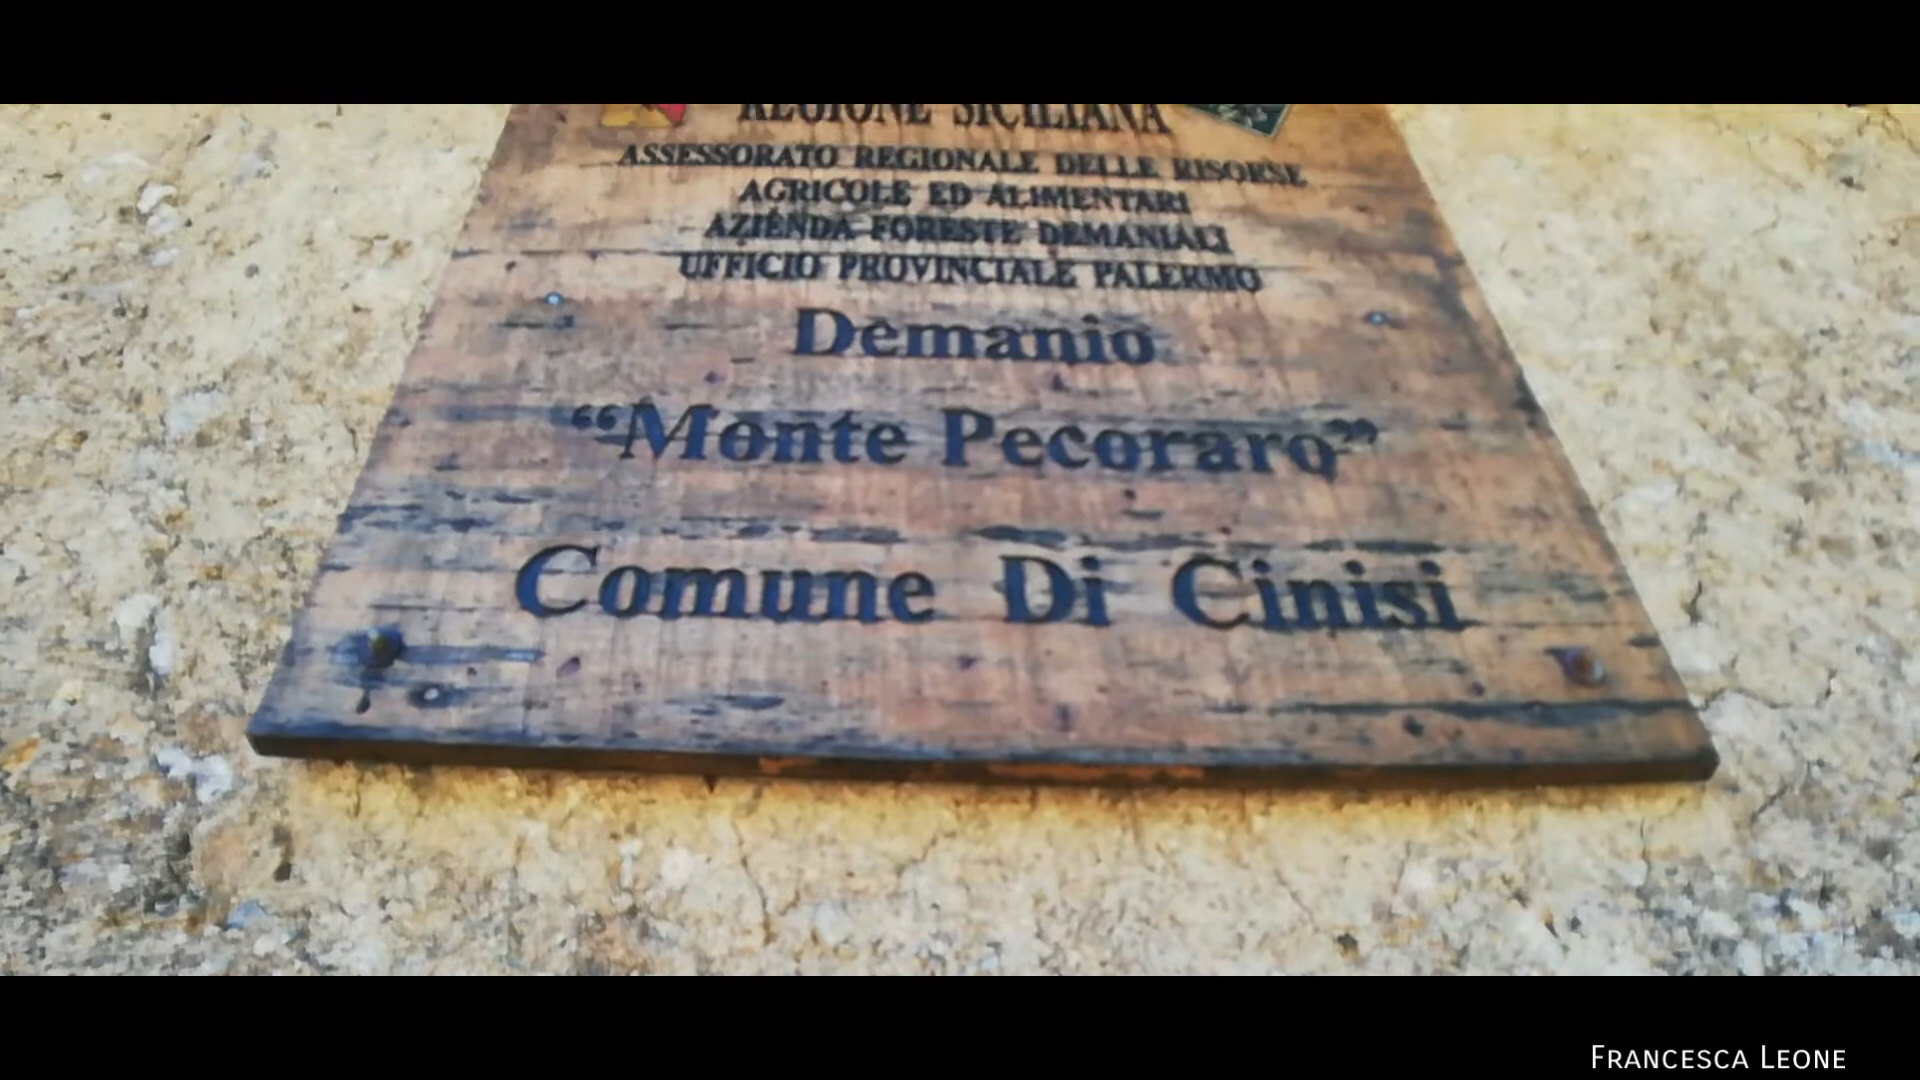 REGIONE SICILIANA
ASSESSORATO REGIONALE DELLE RISORSE
AGRICOLE ED ALIMENTARI
AZIENDA FORESTE DEMANIALI
UFFICIO PROVINCIALE PALERMO
Demanio
“Monte Pecoraro”
Comune Di Cinisi
FRANCESCA LEONE